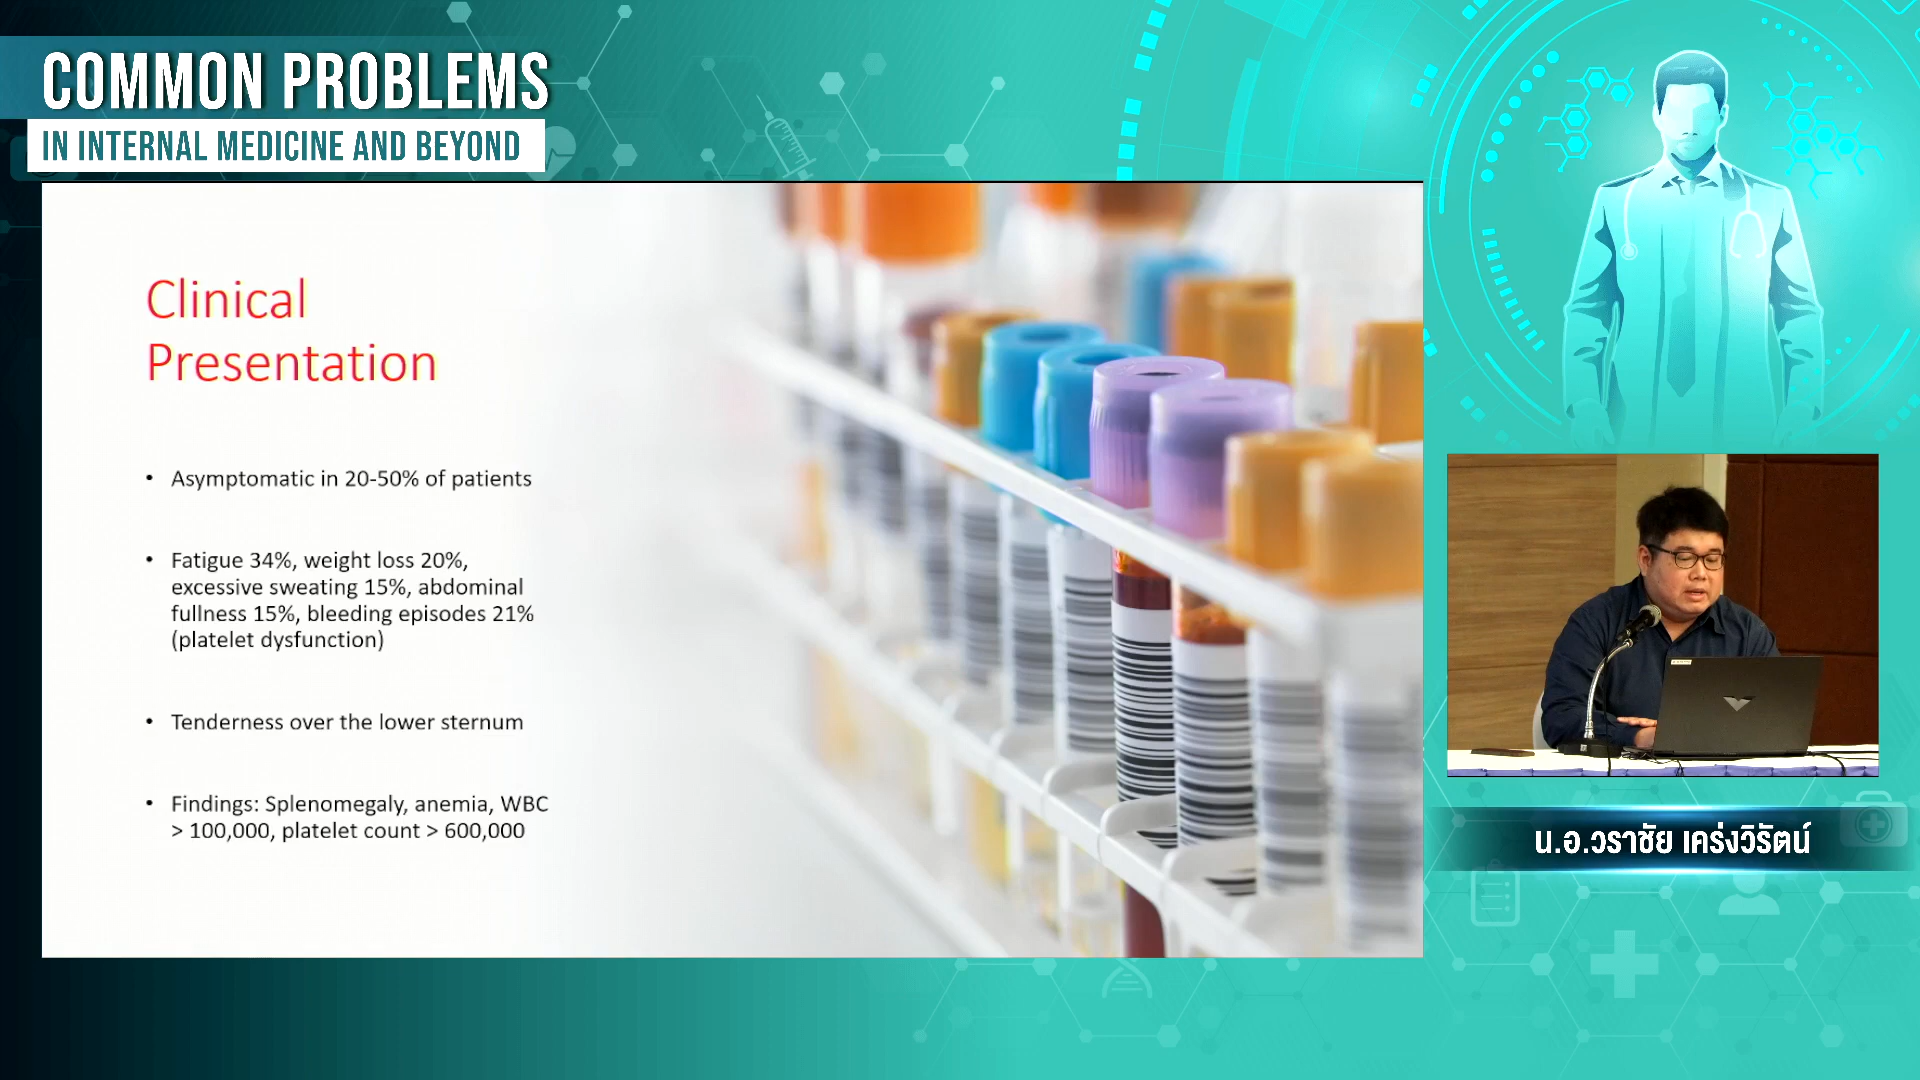 COMMON PROBLEMS
IN INTERNAL MEDICINE AND BEYOND
Clinical
Presentation
• Asymptomatic in 20-50% of patients
• Fatigue 34%, weight loss 20%,
excessive sweating 15%, abdominal
fullness 15%, bleeding episodes 21%
(platelet dysfunction)
• Tenderness over the lower sternum
• Findings: Splenomegaly, anemia, WBC
> 100,000, platelet count > 600,000
น.อ.วราชัย เคร่งวิรัตน์